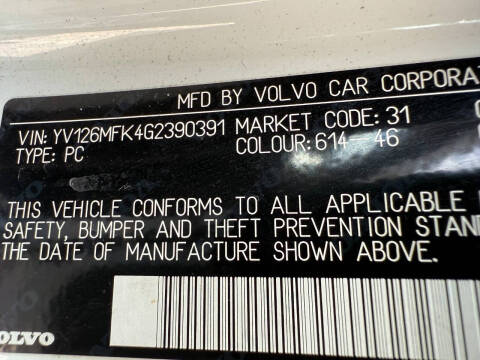 MFD BY VOLVO CAR CORPORAT
VIN: YV126MFK4G2390391 MARKET CODE: 31
TYPE: PC COLOUR: 614-46
THIS VEHICLE CONFORMS TO ALL APPLICABLE
SAFETY, BUMPER AND THEFT PREVENTION STAN
THE DATE OF MANUFACTURE SHOWN ABOVE.
VOLVO